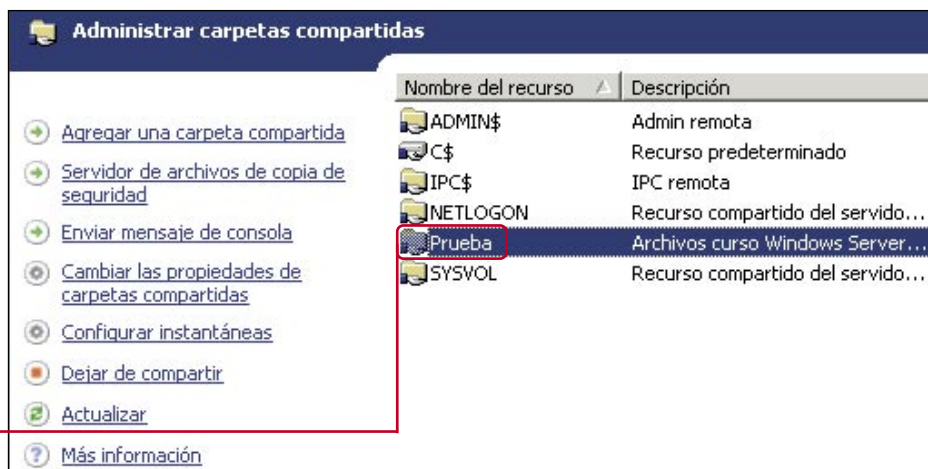 Administrar carpetas compartidas
Agregar una carpeta compartida
Servidor de archivos de copia de
seguridad
Enviar mensaje de consola
Cambiar las propiedades de
carpetas compartidas
Configurar instantáneas
Dejar de compartir
Actualizar
Más información
Nombre del recurso Descripción
ADMIN$ Admin remota
C$ Recurso predeterminado
IPC$ IPC remota
NETLOGON Recurso compartido del servido...
Prueba Archivos curso Windows Server...
SYSVOL Recurso compartido del servido...